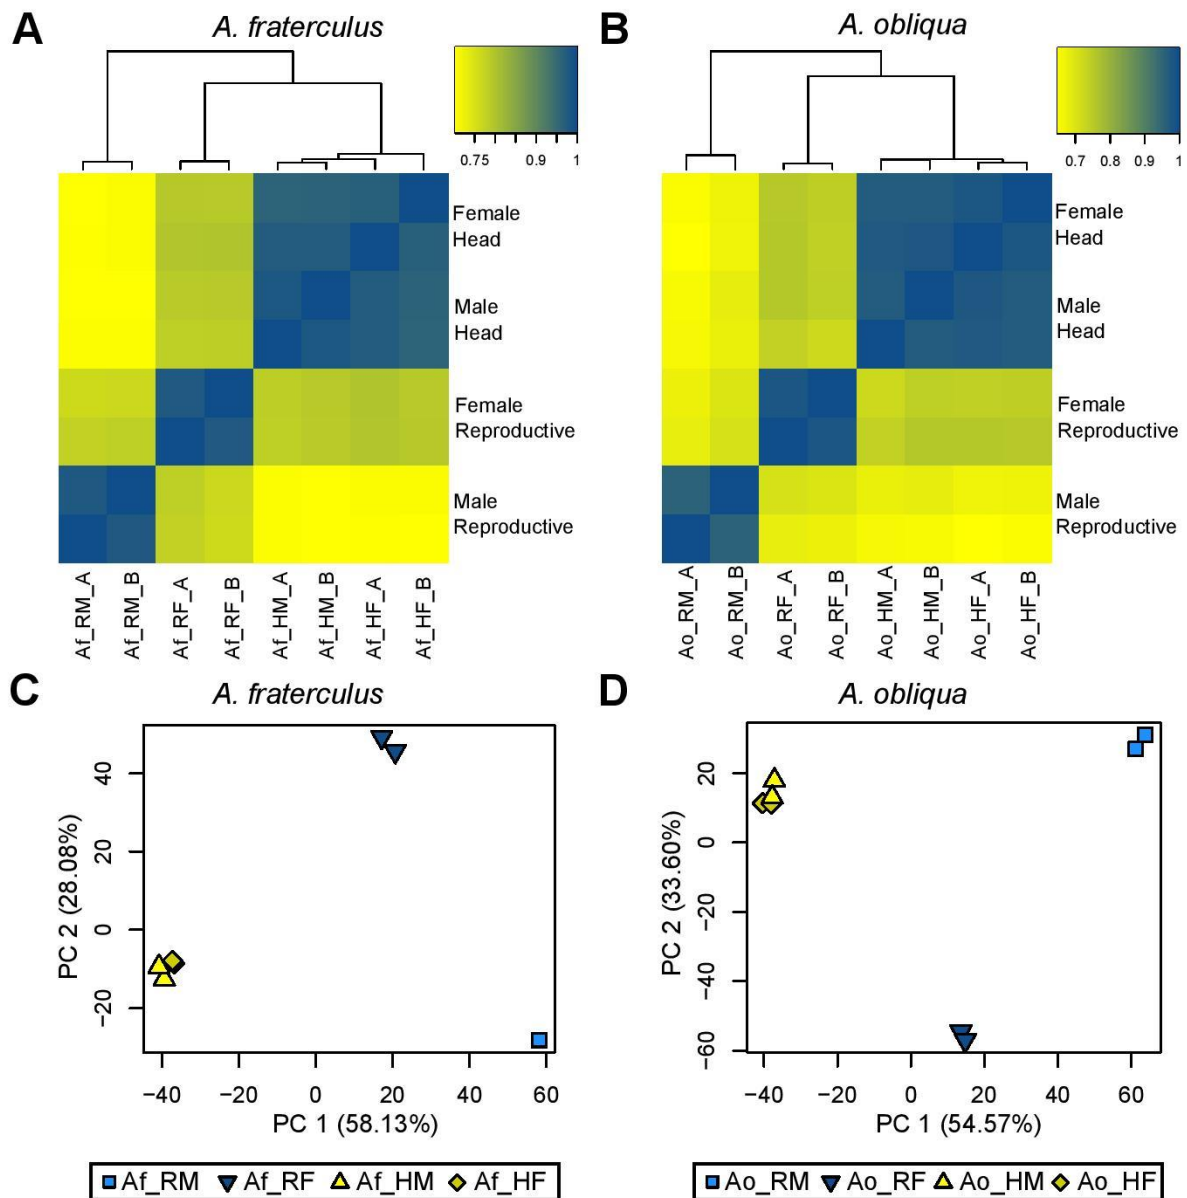 A
A. fraterculus
0.75 0.9 1
Female
Head
Male
Head
Female
Reproductive
Male
Reproductive
Af_RM_A
Af_RM_B
Af_RF_A
Af_RF_B
Af_HM_A
Af_HM_B
Af_HF_A
Af_HF_B
B
A. obliqua
0.7 0.8 0.9 1
Female
Head
Male
Head
Female
Reproductive
Male
Reproductive
Ao_RM_A
Ao_RM_B
Ao_RF_A
Ao_RF_B
Ao_HM_A
Ao_HM_B
Ao_HF_A
Ao_HF_B
C
A. fraterculus
PC 2 (28.08%)
40
20
0
−20
−40 −20 0 20 40 60
PC 1 (58.13%)
Af_RM Af_RF Af_HM Af_HF
D
A. obliqua
PC 2 (33.60%)
20
0
−20
−40
−60
−40 −20 0 20 40 60
PC 1 (54.57%)
Ao_RM Ao_RF Ao_HM Ao_HF